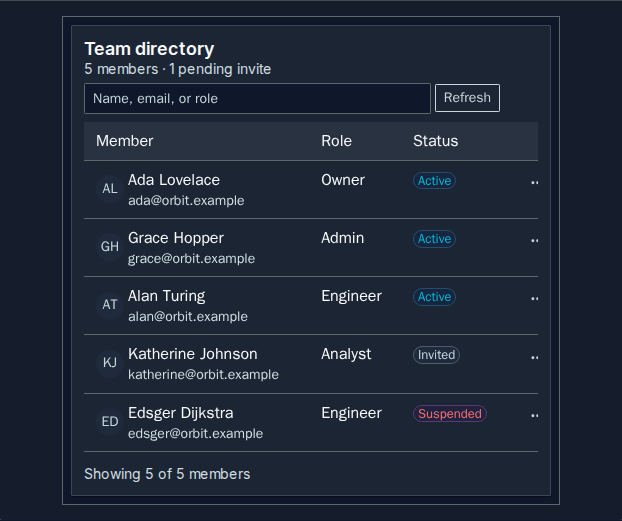 Team directory
5 members · 1 pending invite
Name, email, or role
Refresh
Member Role Status
AL Ada Lovelace Owner Active ..
ada@orbit.example
GH Grace Hopper Admin Active ..
grace@orbit.example
AT Alan Turing Engineer Active ..
alan@orbit.example
KJ Katherine Johnson Analyst Invited ..
katherine@orbit.example
ED Edsger Dijkstra Engineer Suspended ..
edsger@orbit.example
Showing 5 of 5 members